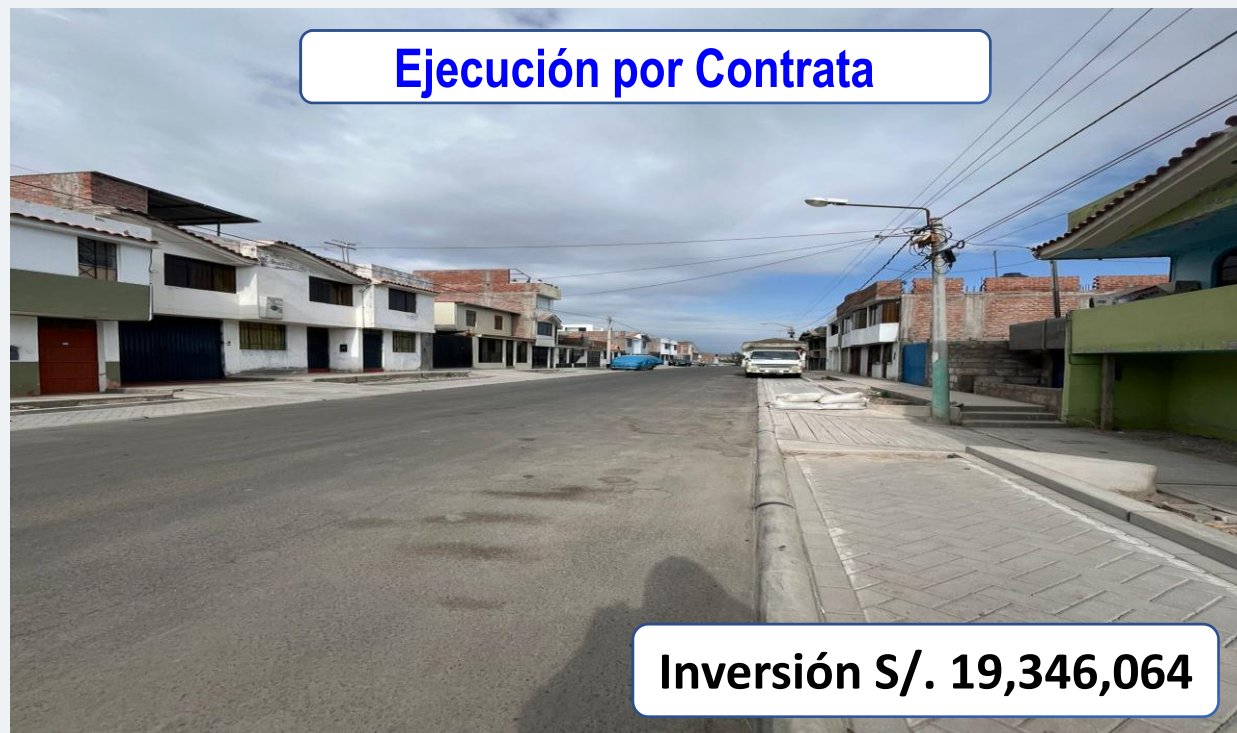 Ejecución por Contrata
Inversión S/. 19,346,064